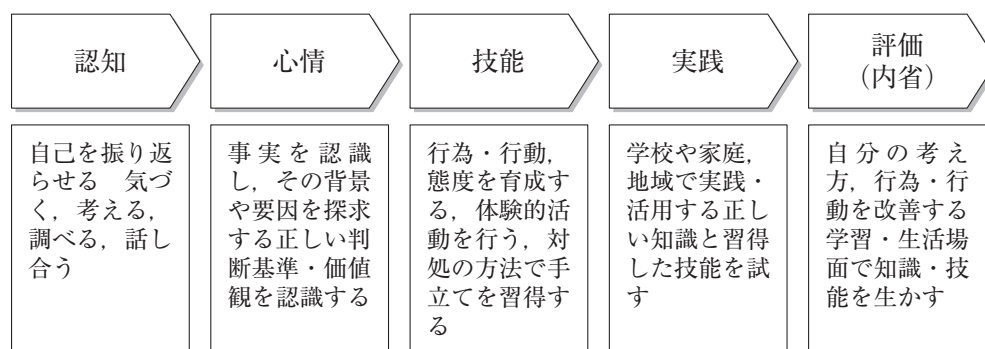 認知
心情
技能
実践
評価
（内省）
自己を振り返
らせる　気づ
く，考える，
調べる，話し
合う
事実を認識
し，その背景
や要因を探求
する正しい判
断基準・価値
観を認識する
行為・行動，
態度を育成す
る，体験的活
動を行う，対
処の方法で手
立てを習得す
る
学校や家庭，
地域で実践・
活用する正し
い知識と習得
した技能を試
す
自分の考え
方，行為・行
動を改善する
学習・生活場
面で知識・技
能を生かす